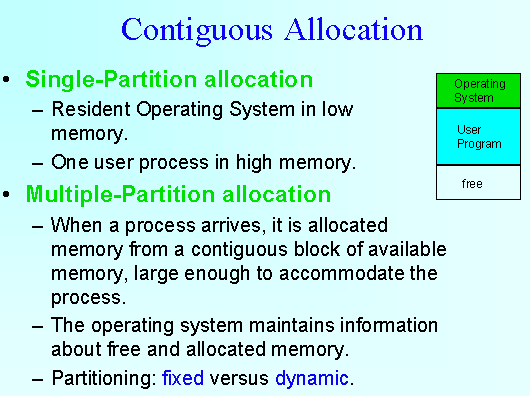 Contiguous Allocation
• Single-Partition allocation
– Resident Operating System in low
memory.
– One user process in high memory.
• Multiple-Partition allocation
– When a process arrives, it is allocated
memory from a contiguous block of available
memory, large enough to accommodate the
process.
– The operating system maintains information
about free and allocated memory.
– Partitioning: fixed versus dynamic.
Operating
System
User
Program
free